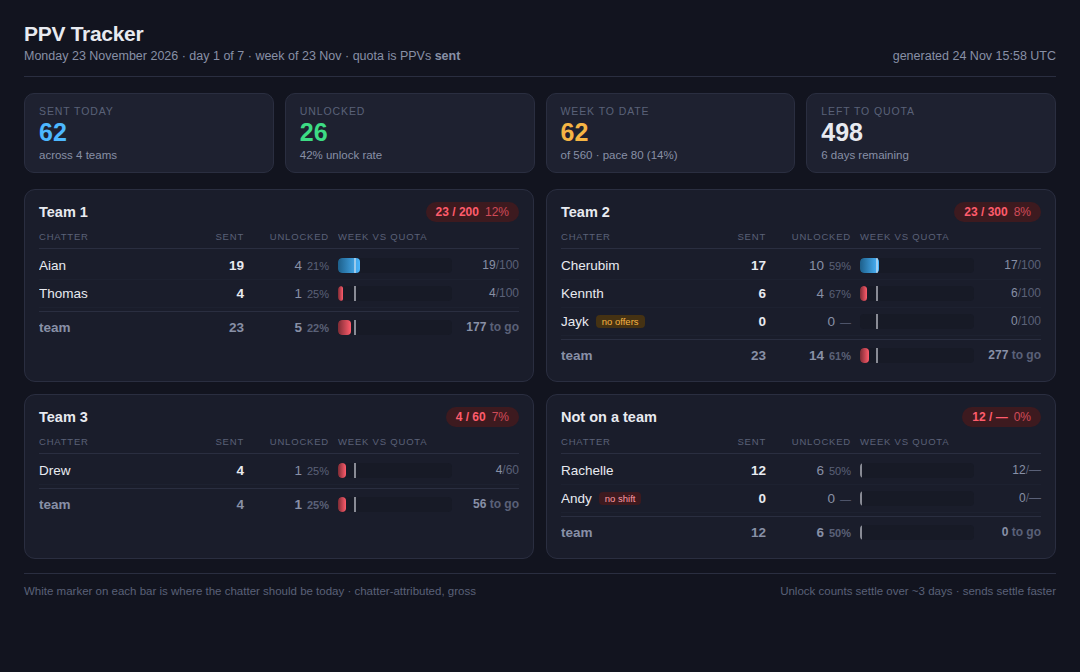 PPV Tracker
Monday 23 November 2026 · day 1 of 7 · week of 23 Nov · quota is PPVs sent
generated 24 Nov 15:58 UTC
SENT TODAY
62
across 4 teams
UNLOCKED
26
42% unlock rate
WEEK TO DATE
62
of 560 · pace 80 (14%)
LEFT TO QUOTA
498
6 days remaining
Team 1 23 / 200 12%
CHATTER SENT UNLOCKED WEEK VS QUOTA
Aian 19 4 21% 19/100
Thomas 4 1 25% 4/100
team 23 5 22% 177 to go
Team 2 23 / 300 8%
CHATTER SENT UNLOCKED WEEK VS QUOTA
Cherubim 17 10 59% 17/100
Kennth 6 4 67% 6/100
Jayk no offers 0 0 — 0/100
team 23 14 61% 277 to go
Team 3 4 / 60 7%
CHATTER SENT UNLOCKED WEEK VS QUOTA
Drew 4 1 25% 4/60
team 4 1 25% 56 to go
Not on a team 12 / — 0%
CHATTER SENT UNLOCKED WEEK VS QUOTA
Rachelle 12 6 50% 12/—
Andy no shift 0 0 — 0/—
team 12 6 50% 0 to go
White marker on each bar is where the chatter should be today · chatter-attributed, gross
Unlock counts settle over ~3 days · sends settle faster